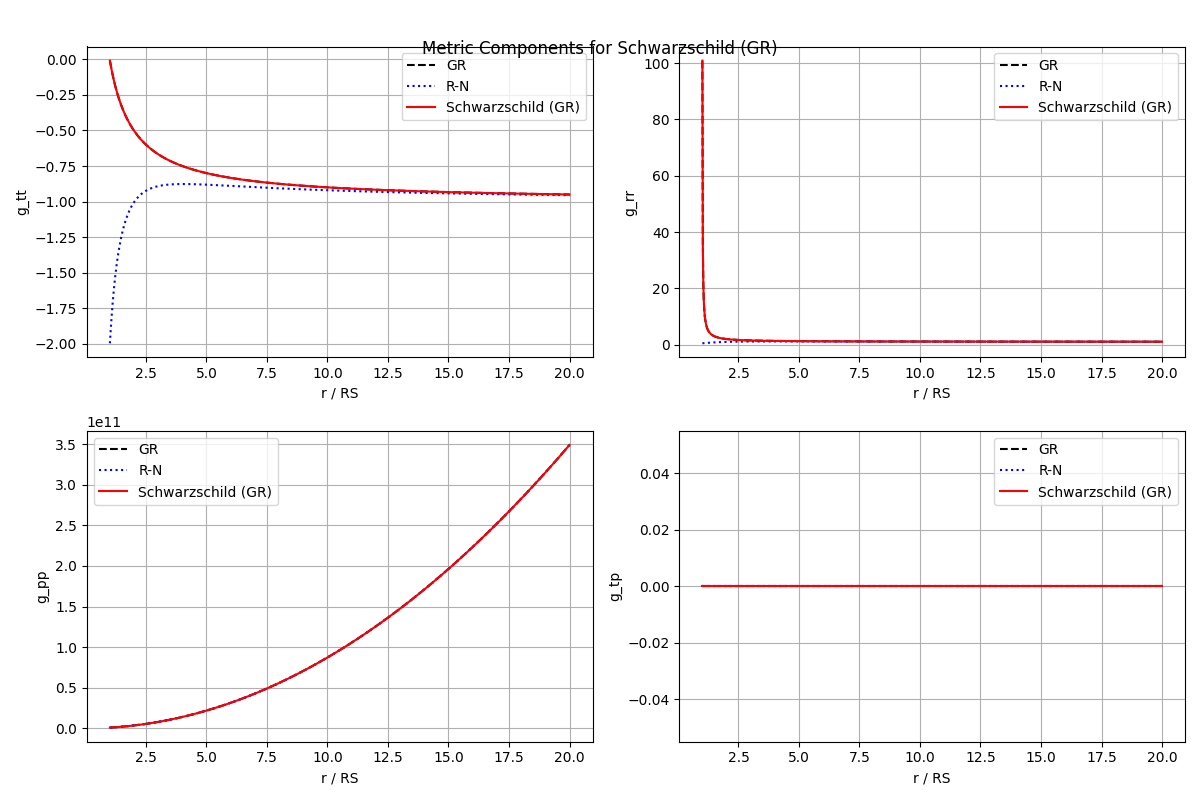 Metric Components for Schwarzschild (GR)
0.00
−0.25
−0.50
−0.75
−1.00
−1.25
−1.50
−1.75
−2.00
g_tt
2.5 5.0 7.5 10.0 12.5 15.0 17.5 20.0
r / RS
GR
R-N
Schwarzschild (GR)
100
80
60
40
20
0
g_rr
2.5 5.0 7.5 10.0 12.5 15.0 17.5 20.0
r / RS
GR
R-N
Schwarzschild (GR)
1e11
3.5
3.0
2.5
2.0
1.5
1.0
0.5
0.0
g_pp
2.5 5.0 7.5 10.0 12.5 15.0 17.5 20.0
r / RS
GR
R-N
Schwarzschild (GR)
0.04
0.02
0.00
−0.02
−0.04
g_tp
2.5 5.0 7.5 10.0 12.5 15.0 17.5 20.0
r / RS
GR
R-N
Schwarzschild (GR)